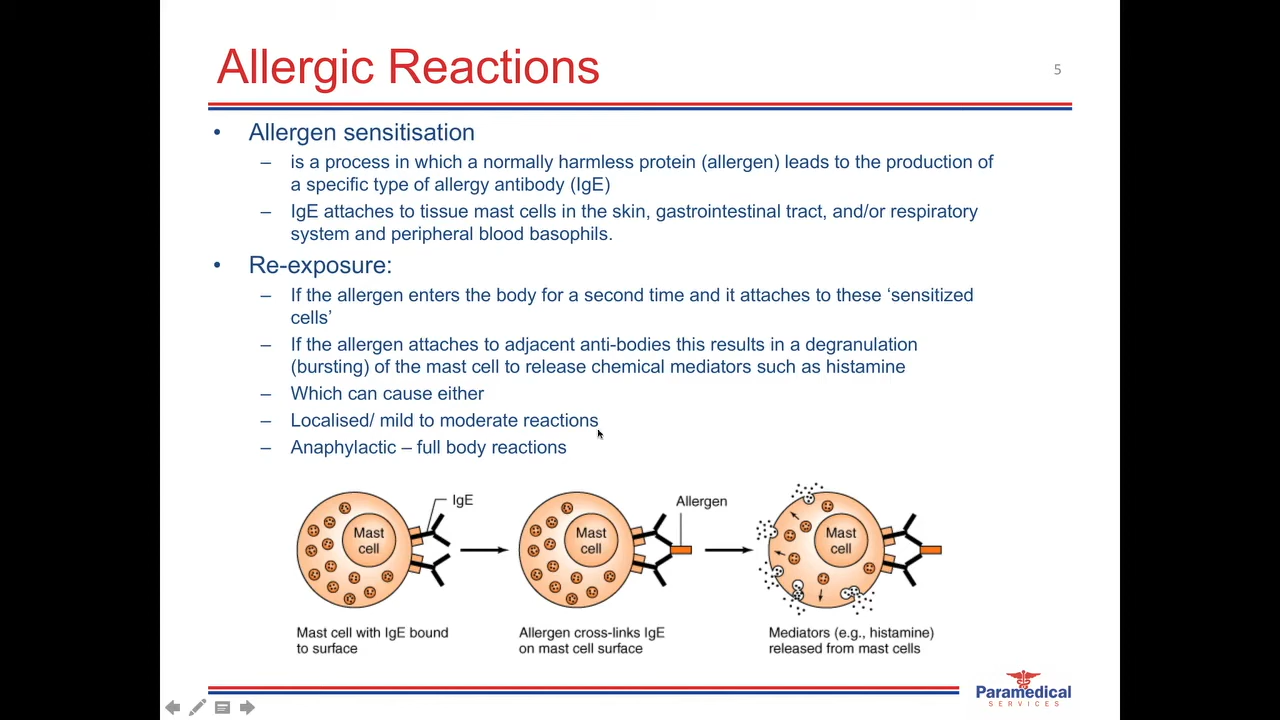 Allergic Reactions
5
• Allergen sensitisation
– is a process in which a normally harmless protein (allergen) leads to the production of
a specific type of allergy antibody (IgE)
– IgE attaches to tissue mast cells in the skin, gastrointestinal tract, and/or respiratory
system and peripheral blood basophils.
• Re-exposure:
– If the allergen enters the body for a second time and it attaches to these ‘sensitized
cells’
– If the allergen attaches to adjacent anti-bodies this results in a degranulation
(bursting) of the mast cell to release chemical mediators such as histamine
– Which can cause either
– Localised/ mild to moderate reactions
– Anaphylactic – full body reactions
IgE
Mast
cell
Allergen
Mast
cell
Mast
cell
Mast cell with IgE bound
to surface
Allergen cross-links IgE
on mast cell surface
Mediators (e.g., histamine)
released from mast cells
Paramedical
SERVICES